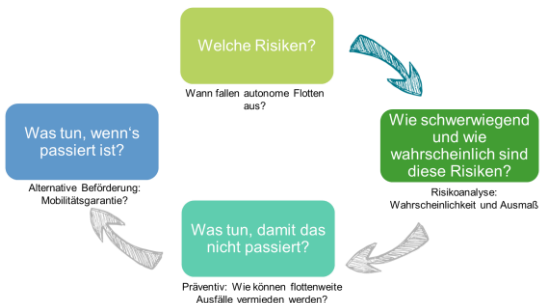 Welche Risiken?
Wann fallen autonome Flotten
aus?
Wie schwerwiegend
und wie
wahrscheinlich sind
diese Risiken?
Risikoanalyse:
Wahrscheinlichkeit und Ausmaß
Was tun, damit das
nicht passiert?
Präventiv: Wie können flottenweite
Ausfälle vermieden werden?
Was tun, wenn's
passiert ist?
Alternative Beförderung:
Mobilitätsgarantie?